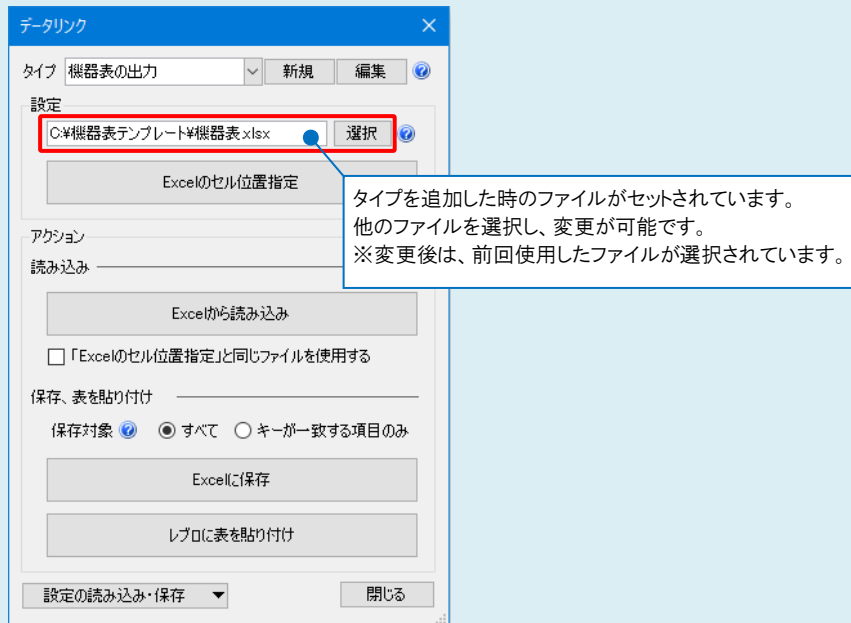 データリンク
タイプ 機器表の出力 新規 編集
設定
C:¥機器表テンプレート¥機器表.xlsx 選択
Excelのセル位置指定
タイプを追加した時のファイルがセットされています。
他のファイルを選択し、変更が可能です。
※変更後は、前回使用したファイルが選択されています。
アクション
読み込み
Excelから読み込み
「Excelのセル位置指定」と同じファイルを使用する
保存、表を貼り付け
保存対象 すべて キーが一致する項目のみ
Excelに保存
レブロに表を貼り付け
設定の読み込み・保存 閉じる